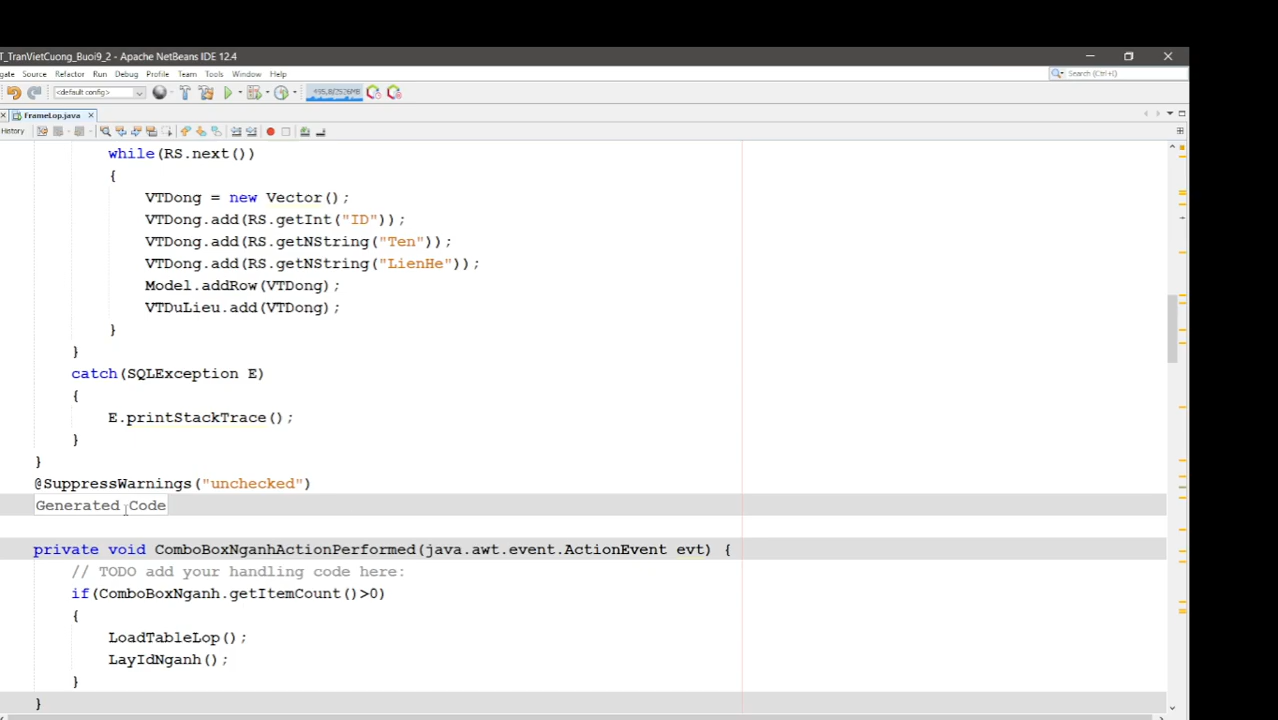 T_TranVietCuong_Buoi9_2 - Apache NetBeans IDE 12.4
gate Source Refactor Run Debug Profile Team Tools Window Help
Search (Ctrl+I)
<default config>
FrameLop.java
History
while(RS.next())
{
VTDong = new Vector();
VTDong.add(RS.getInt("ID"));
VTDong.add(RS.getNString("Ten"));
VTDong.add(RS.getNString("LienHe"));
Model.addRow(VTDong);
VTDuLieu.add(VTDong);
}
}
catch(SQLException E)
{
E.printStackTrace();
}
}
@SuppressWarnings("unchecked")
Generated Code
private void ComboBoxNganhActionPerformed(java.awt.event.ActionEvent evt) {
// TODO add your handling code here:
if(ComboBoxNganh.getItemCount()>0)
{
LoadTableLop();
LayIdNganh();
}
}